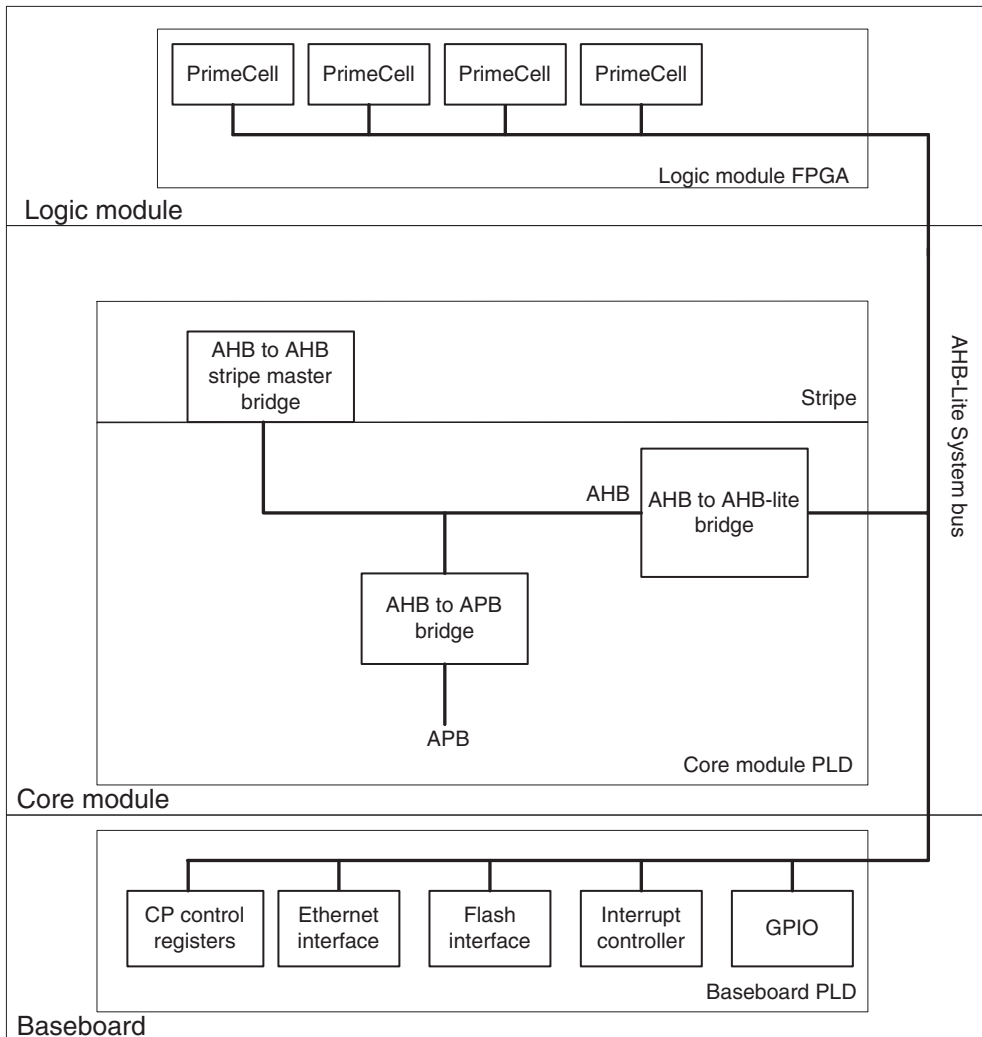 PrimeCell
PrimeCell
PrimeCell
PrimeCell
Logic module FPGA
Logic module
AHB to AHB
stripe master
bridge
Stripe
AHB-Lite System bus
AHB
AHB to AHB-lite
bridge
AHB to APB
bridge
APB
Core module PLD
Core module
CP control
registers
Ethernet
interface
Flash
interface
Interrupt
controller
GPIO
Baseboard PLD
Baseboard